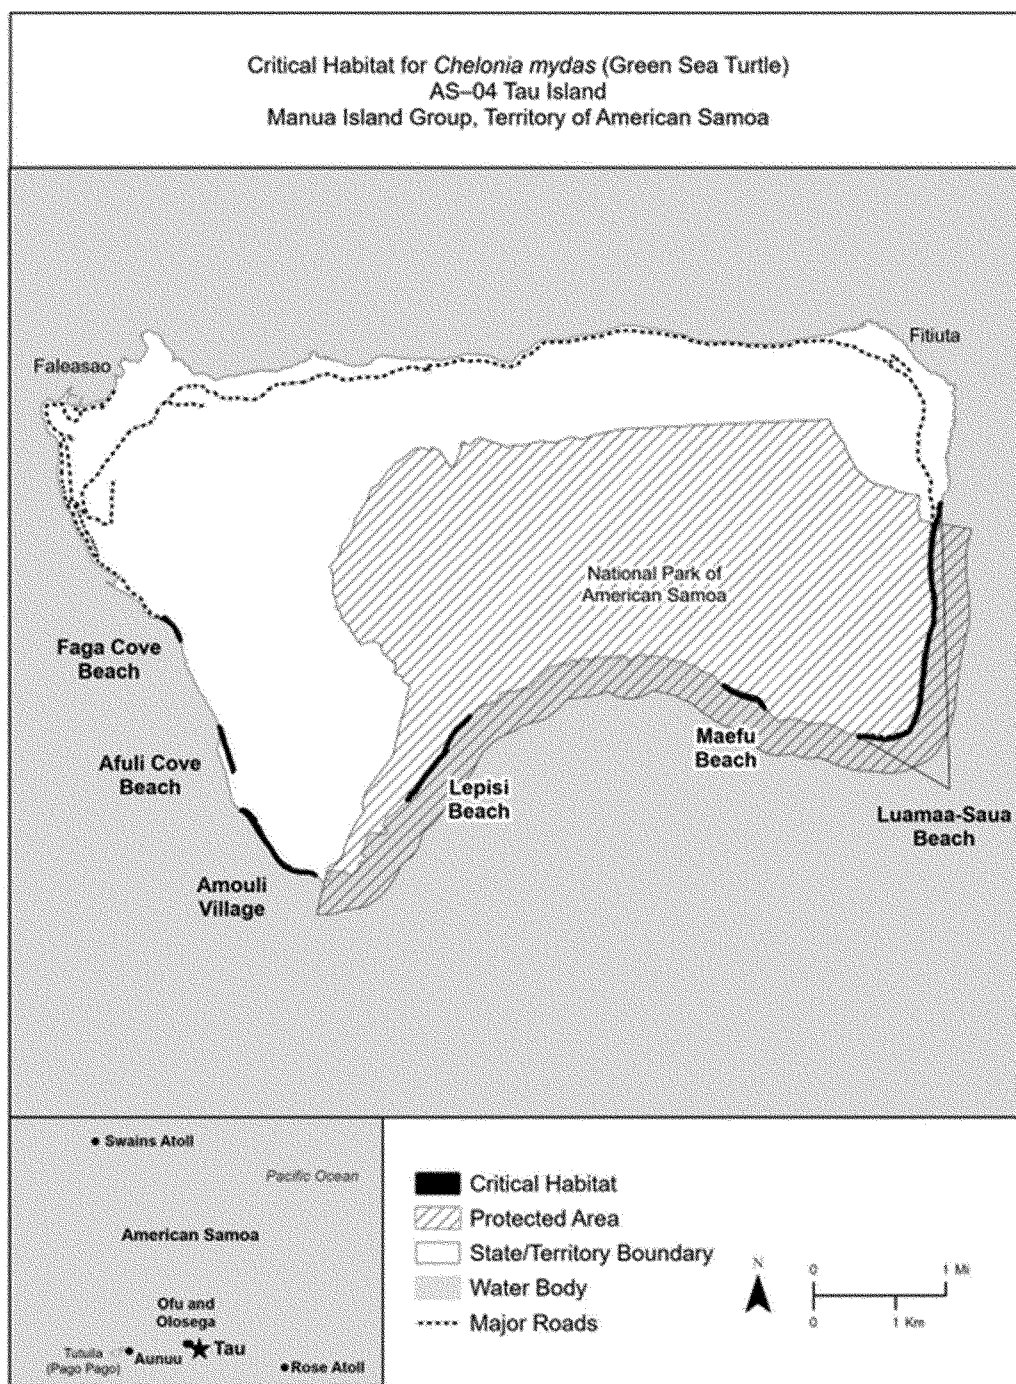 Critical Habitat for Chelonia mydas (Green Sea Turtle)
AS–04 Tau Island
Manua Island Group, Territory of American Samoa
Faleasao
Fitiuta
National Park of
American Samoa
Faga Cove
Beach
Afuli Cove
Beach
Amouli
Village
Lepisi
Beach
Maefu
Beach
Luamaa-Saua
Beach
Swains Atoll
Pacific Ocean
American Samoa
Ofu and
Olosega
Tutuila
(Pago Pago)
Aunuu
Tau
Rose Atoll
Critical Habitat
Protected Area
State/Territory Boundary
Water Body
Major Roads
N
0 1 Mi
0 1 Km